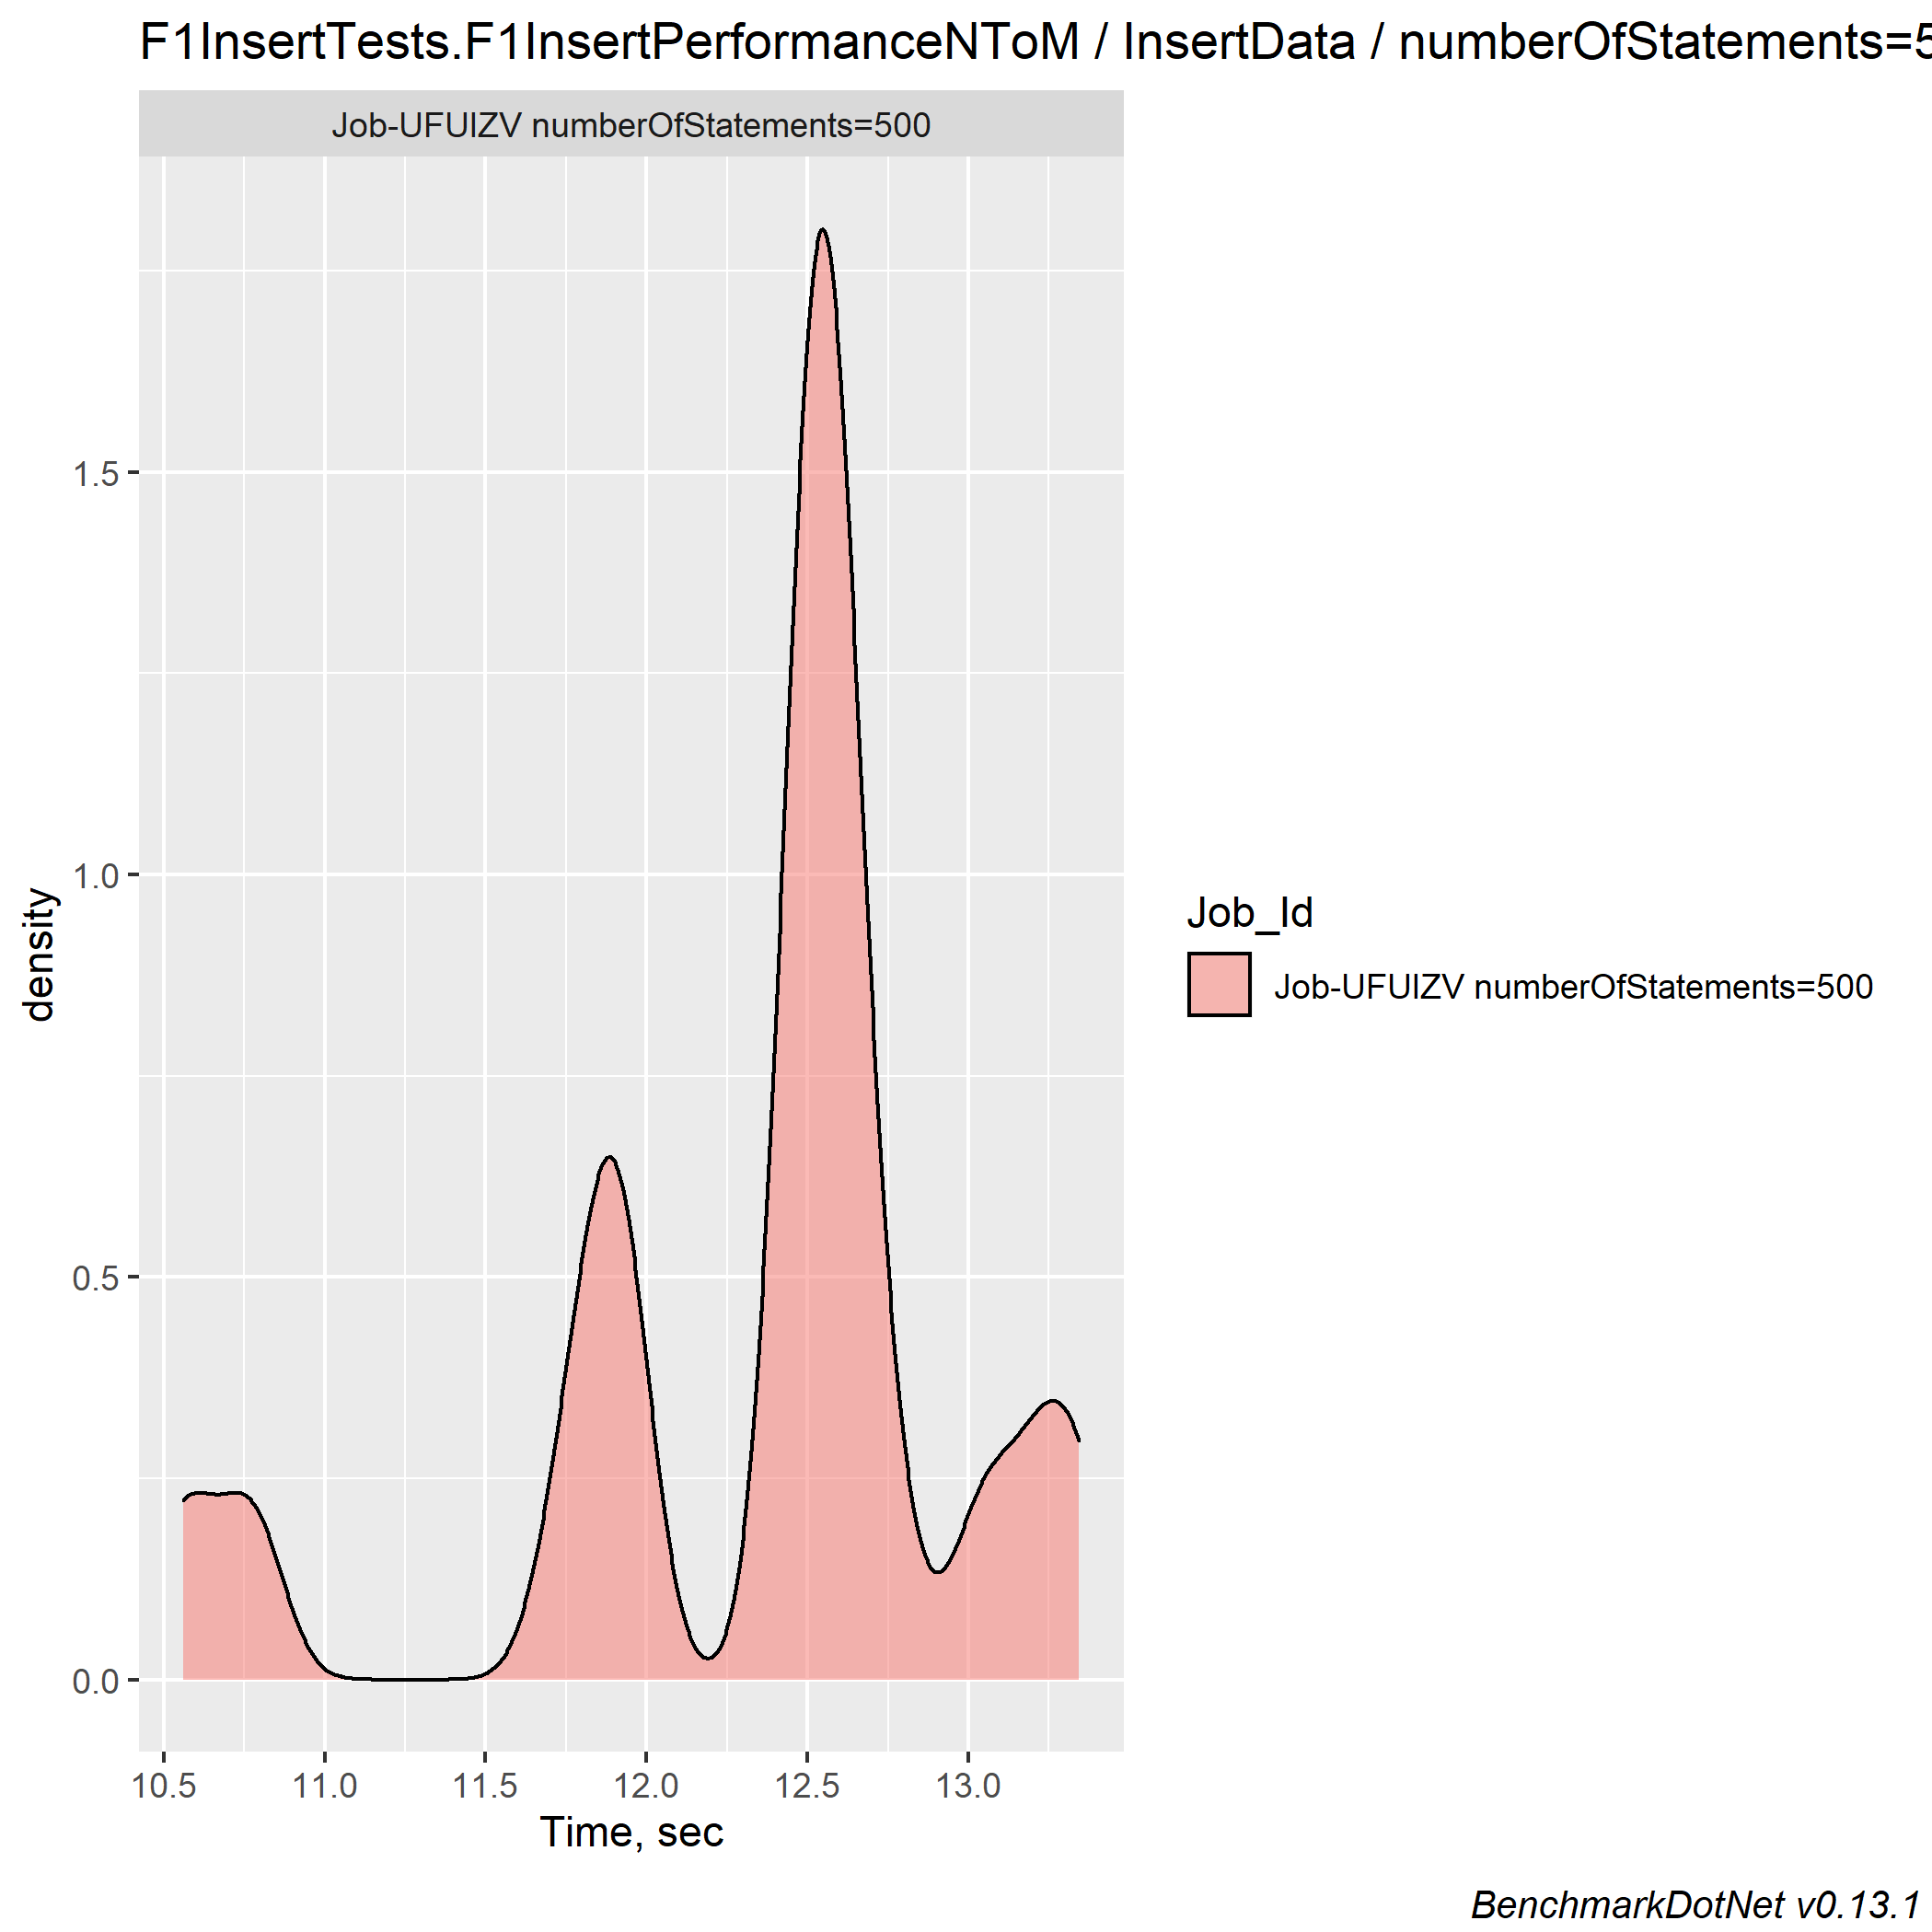 F1InsertTests.F1InsertPerformanceNToM / InsertData / numberOfStatements=5
Job-UFUIZV numberOfStatements=500
1.5
1.0
0.5
0.0
density
10.5 11.0 11.5 12.0 12.5 13.0
Time, sec
Job_Id
Job-UFUIZV numberOfStatements=500
BenchmarkDotNet v0.13.1